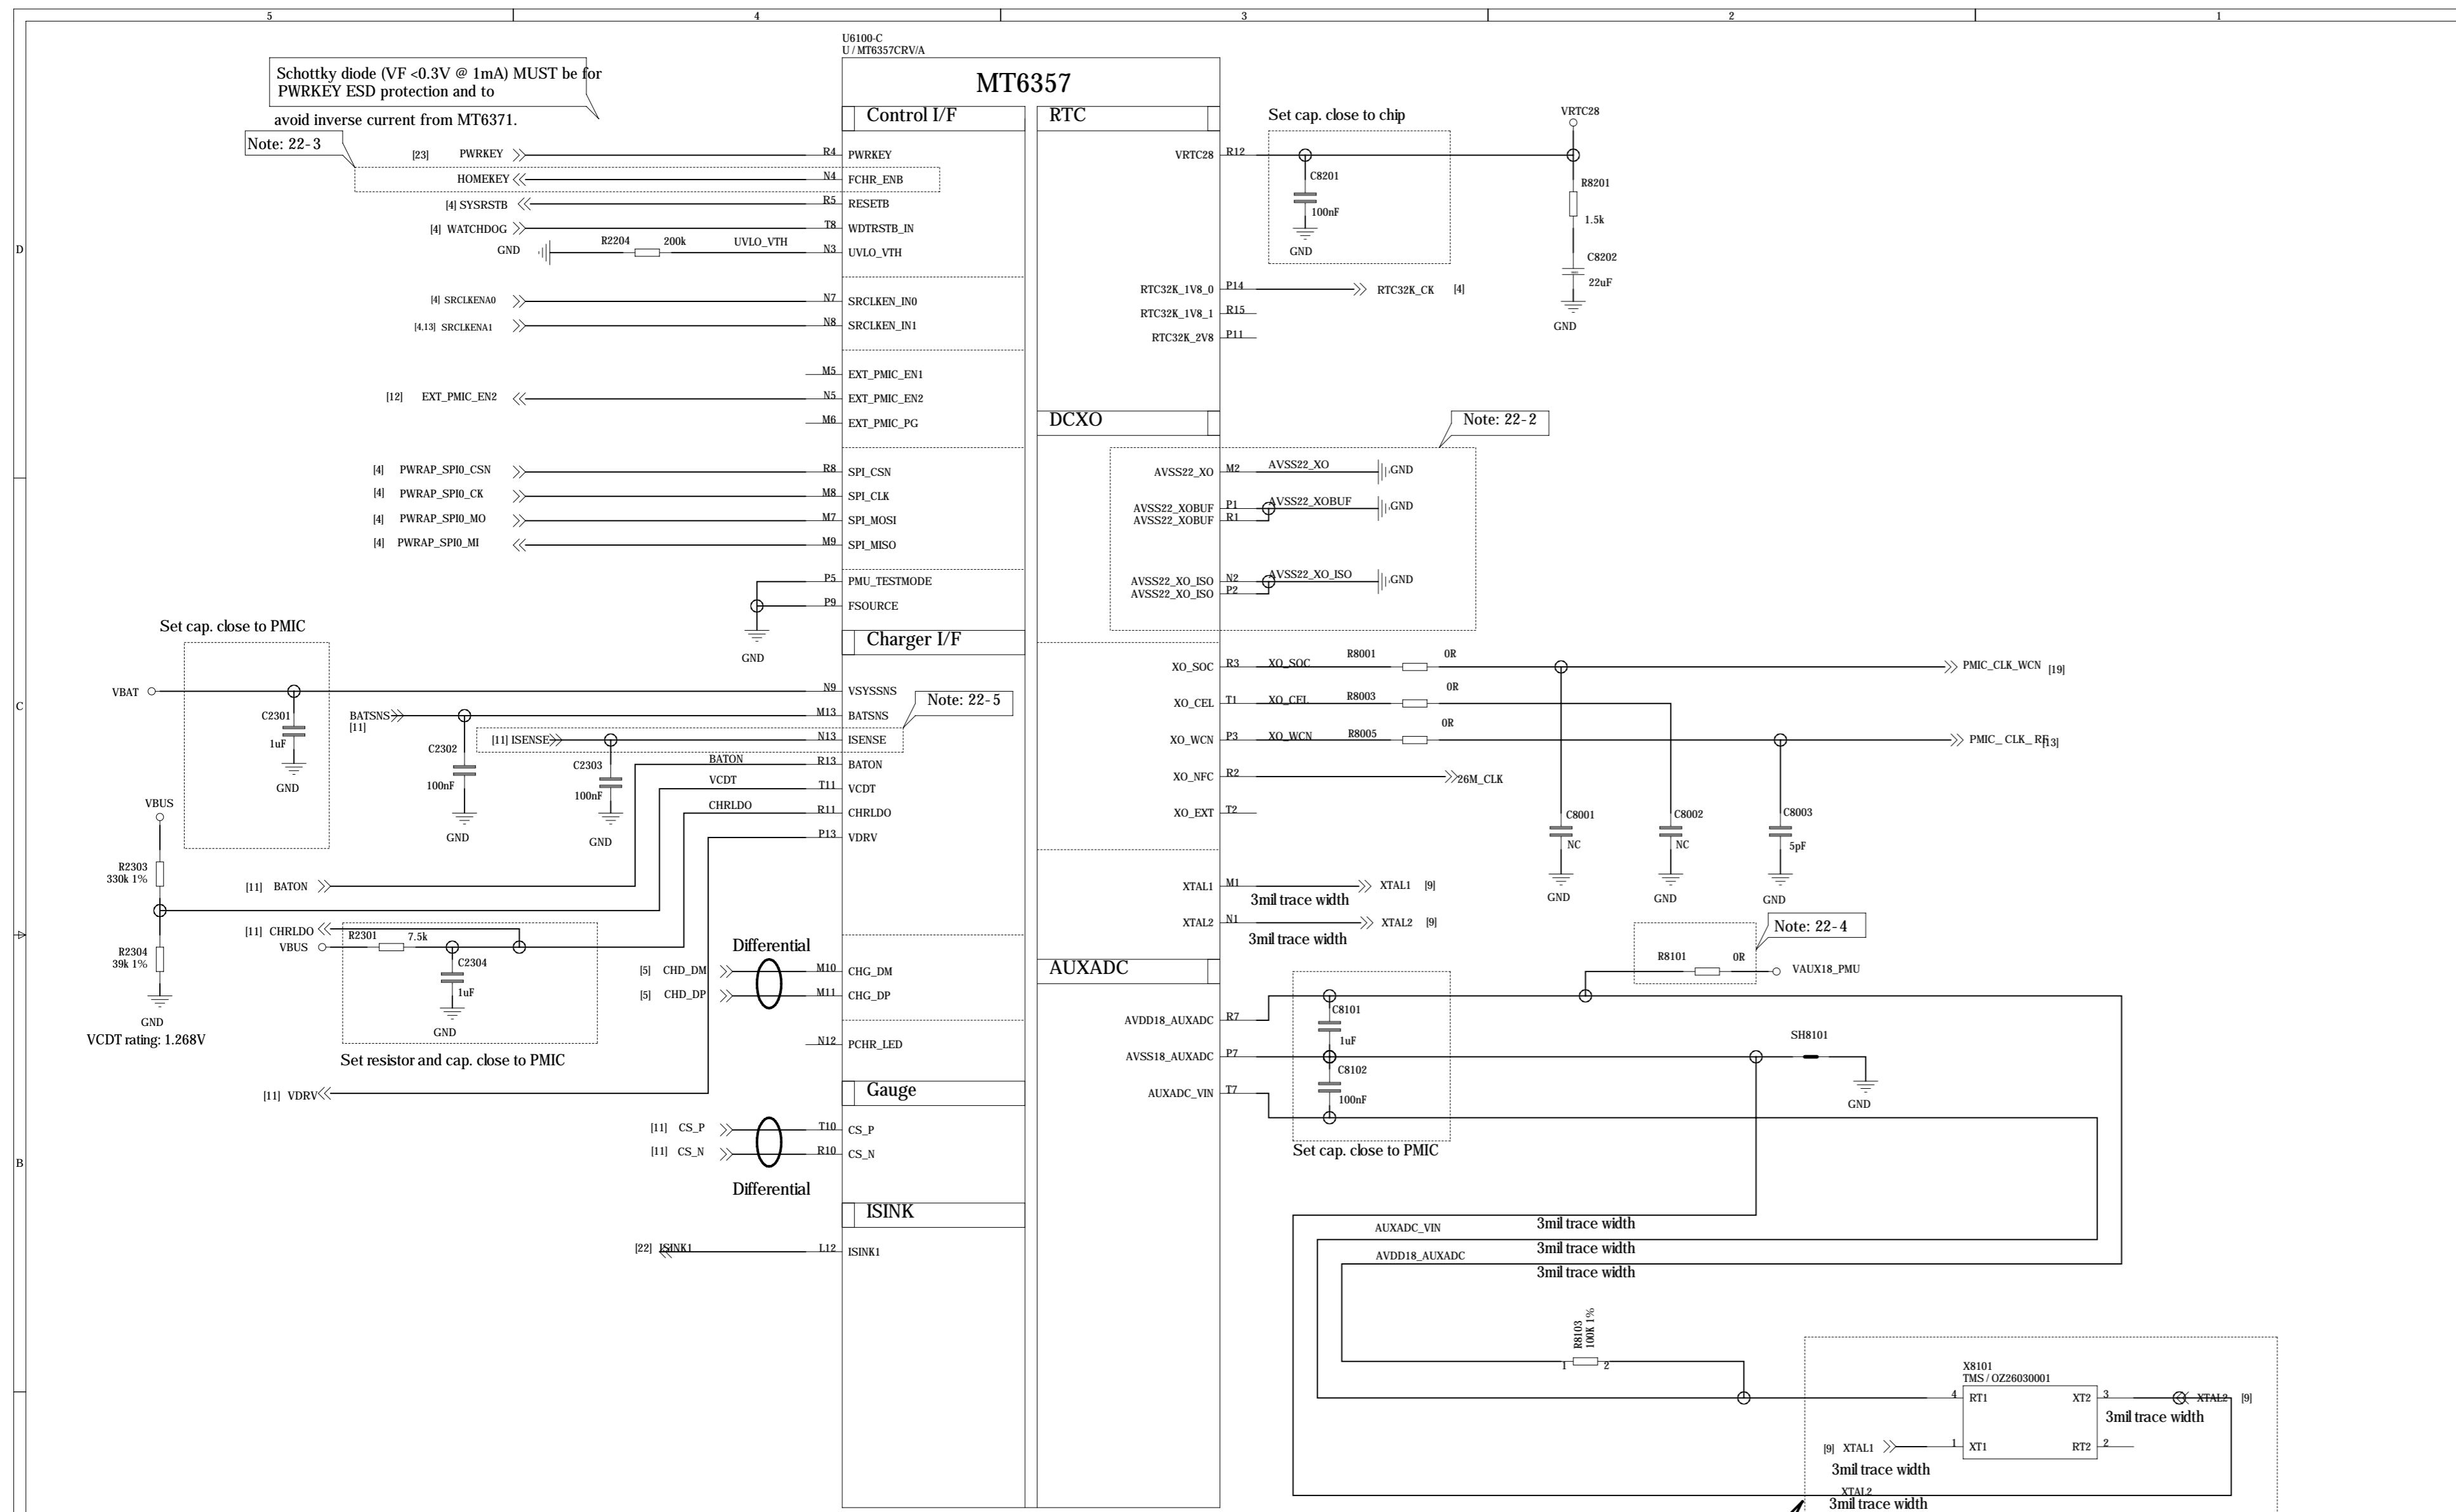 5
4
3
2
1
U6100-C
U / MT6357CRV/A
MT6357
Schottky diode (VF <0.3V @ 1mA) MUST be for
PWRKEY ESD protection and to
avoid inverse current from MT6371.
Note: 22-3
Control I/F
[23] PWRKEY
R4 PWRKEY
HOMEKEY
N4 FCHR_ENB
[4] SYSRSTB
R5 RESETB
[4] WATCHDOG
T8 WDTRSTB_IN
GND
R2204
200k
UVLO_VTH
N3 UVLO_VTH
D
[4] SRCLKENA0
N7 SRCLKEN_IN0
[4,13] SRCLKENA1
N8 SRCLKEN_IN1
M5 EXT_PMIC_EN1
[12] EXT_PMIC_EN2
N5 EXT_PMIC_EN2
M6 EXT_PMIC_PG
[4] PWRAP_SPI0_CSN
R8 SPI_CSN
[4] PWRAP_SPI0_CK
M8 SPI_CLK
[4] PWRAP_SPI0_MO
M7 SPI_MOSI
[4] PWRAP_SPI0_MI
M9 SPI_MISO
P5 PMU_TESTMODE
P9 FSOURCE
GND
Charger I/F
Set cap. close to PMIC
VBAT
C2301
1uF
GND
N9 VSYSSNS
Note: 22-5
C
BATSNS
[11]
M13 BATSNS
C2302
100nF
GND
[11] ISENSE
N13 ISENSE
C2303
100nF
GND
BATON
R13 BATON
VCDT
T11 VCDT
CHRLDO
R11 CHRLDO
P13 VDRV
VBUS
R2303
330k 1%
[11] BATON
R2304
39k 1%
GND
VCDT rating: 1.268V
[11] CHRLDO
VBUS
R2301
7.5k
C2304
1uF
GND
Set resistor and cap. close to PMIC
Differential
[5] CHD_DM
M10 CHG_DM
[5] CHD_DP
M11 CHG_DP
N12 PCHR_LED
[11] VDRV
Gauge
[11] CS_P
T10 CS_P
[11] CS_N
R10 CS_N
Differential
B
ISINK
[22] ISINK1
L12 ISINK1
RTC
Set cap. close to chip
VRTC28
VRTC28 R12
C8201
100nF
GND
R8201
1.5k
C8202
22uF
GND
RTC32K_1V8_0 P14
RTC32K_CK [4]
RTC32K_1V8_1 R15
RTC32K_2V8 P11
DCXO
Note: 22-2
AVSS22_XO M2 AVSS22_XO GND
AVSS22_XOBUF P1 AVSS22_XOBUF GND
AVSS22_XOBUF R1
AVSS22_XO_ISO N2 AVSS22_XO_ISO GND
AVSS22_XO_ISO P2
XO_SOC R3 XO_SOC R8001 0R PMIC_CLK_WCN [19]
XO_CEL T1 XO_CEL R8003 0R
XO_WCN P3 XO_WCN R8005 0R PMIC_ CLK_ RF[13]
XO_NFC R2 26M_CLK
XO_EXT T2
C8001
NC
GND
C8002
NC
GND
C8003
5pF
GND
XTAL1 M1 XTAL1 [9]
3mil trace width
XTAL2 N1 XTAL2 [9]
3mil trace width
Note: 22-4
AUXADC
R8101 0R VAUX18_PMU
AVDD18_AUXADC R7
C8101
1uF
AVSS18_AUXADC P7
SH8101
GND
C8102
100nF
AUXADC_VIN T7
Set cap. close to PMIC
AUXADC_VIN 3mil trace width
3mil trace width
AVDD18_AUXADC
3mil trace width
R8103
100K 1%
1 2
X8101
TMS / OZ26030001
4 RT1 XT2 3 XTAL2 [9]
3mil trace width
[9] XTAL1 1 XT1 RT2 2
3mil trace width
XTAL2
3mil trace width